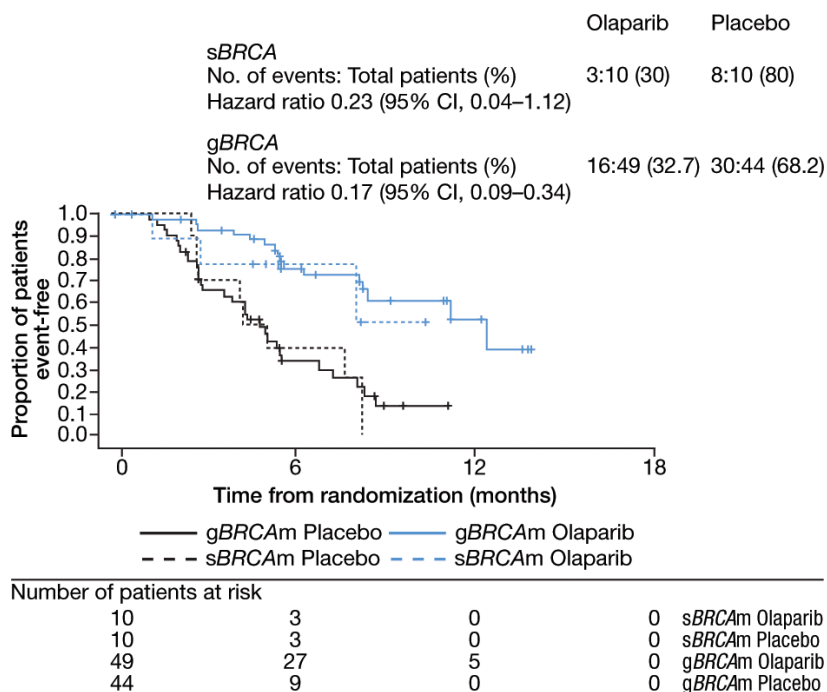 Olaparib Placebo
sBRCA
No. of events: Total patients (%) 3:10 (30) 8:10 (80)
Hazard ratio 0.23 (95% CI, 0.04–1.12)
gBRCA
No. of events: Total patients (%) 16:49 (32.7) 30:44 (68.2)
Hazard ratio 0.17 (95% CI, 0.09–0.34)
Proportion of patients
event-free
1.0
0.9
0.8
0.7
0.6
0.5
0.4
0.3
0.2
0.1
0.0
0 6 12 18
Time from randomization (months)
gBRCAm Placebo gBRCAm Olaparib
sBRCAm Placebo sBRCAm Olaparib
Number of patients at risk
10 3 0 0 sBRCAm Olaparib
10 3 0 0 sBRCAm Placebo
49 27 5 0 gBRCAm Olaparib
44 9 0 0 gBRCAm Placebo